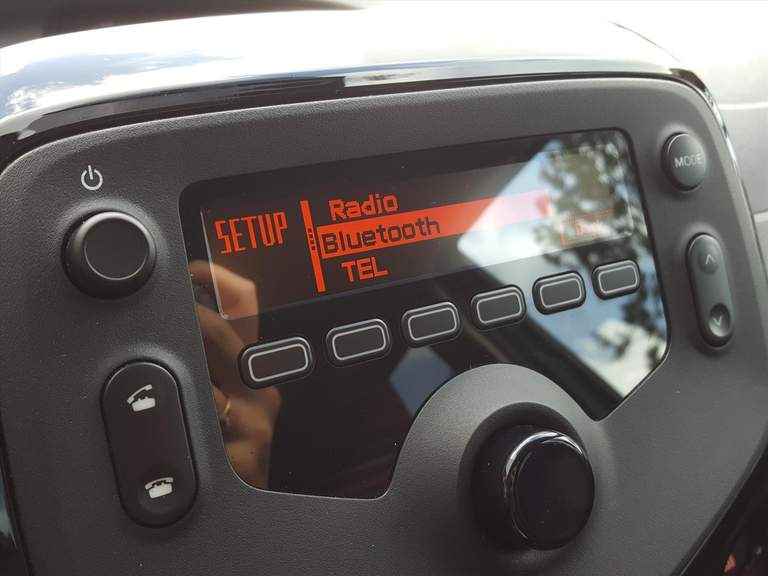 SETUP
Radio
Bluetooth
TEL
MODE